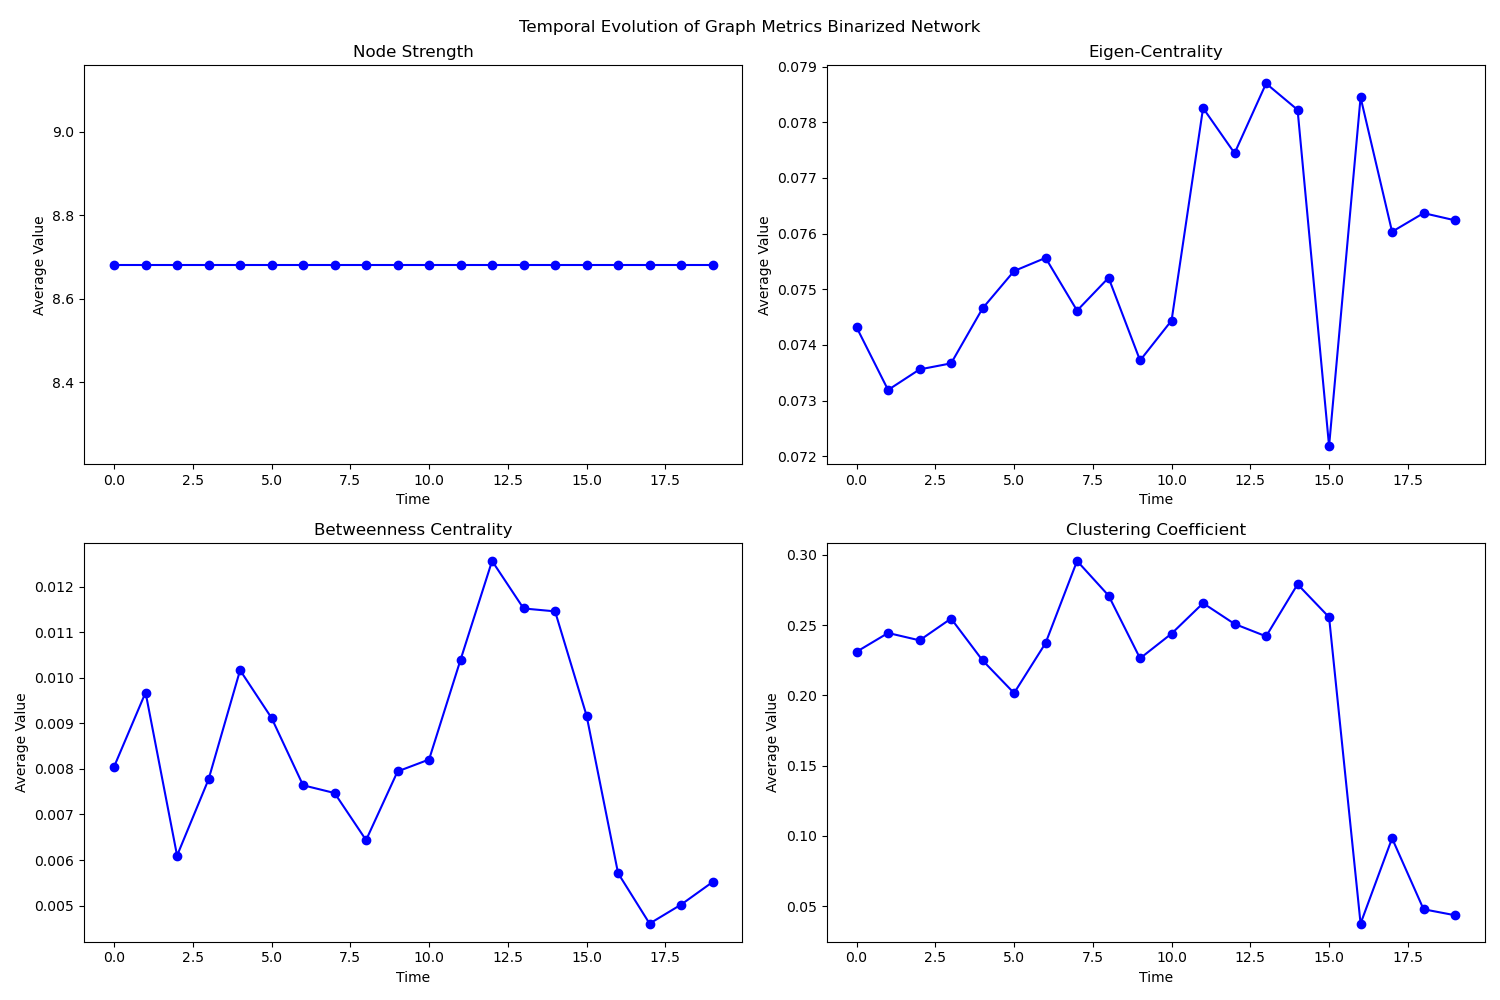 Temporal Evolution of Graph Metrics Binarized Network
Node Strength
Average Value
9.0
8.8
8.6
8.4
0.0 2.5 5.0 7.5 10.0 12.5 15.0 17.5
Time
Eigen-Centrality
Average Value
0.079
0.078
0.077
0.076
0.075
0.074
0.073
0.072
0.0 2.5 5.0 7.5 10.0 12.5 15.0 17.5
Time
Betweenness Centrality
Average Value
0.012
0.011
0.010
0.009
0.008
0.007
0.006
0.005
0.0 2.5 5.0 7.5 10.0 12.5 15.0 17.5
Time
Clustering Coefficient
Average Value
0.30
0.25
0.20
0.15
0.10
0.05
0.0 2.5 5.0 7.5 10.0 12.5 15.0 17.5
Time